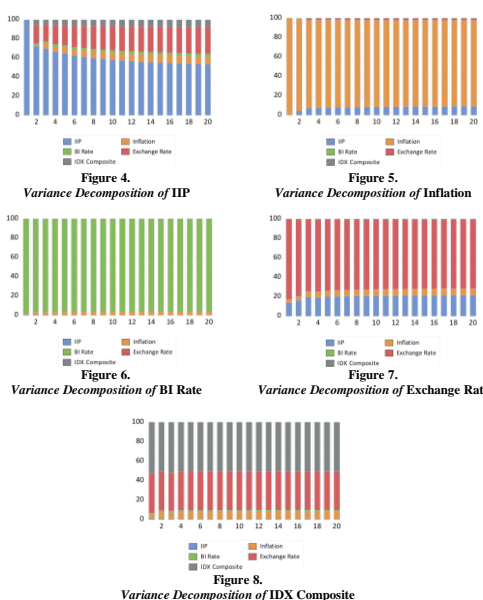 100
80
60
40
20
0
2 4 6 8 10 12 14 16 18 20
IIP Inflation
BI Rate Exchange Rate
IDX Composite
Figure 4.
Variance Decomposition of IIP
100
80
60
40
20
0
2 4 6 8 10 12 14 16 18 20
IIP Inflation
BI Rate Exchange Rate
IDX Composite
Figure 5.
Variance Decomposition of Inflation
100
80
60
40
20
0
2 4 6 8 10 12 14 16 18 20
IIP Inflation
BI Rate Exchange Rate
IDX Composite
Figure 6.
Variance Decomposition of BI Rate
100
80
60
40
20
0
2 4 6 8 10 12 14 16 18 20
IIP Inflation
BI Rate Exchange Rate
IDX Composite
Figure 7.
Variance Decomposition of Exchange Rat
100
80
60
40
20
0
2 4 6 8 10 12 14 16 18 20
IIP Inflation
BI Rate Exchange Rate
IDX Composite
Figure 8.
Variance Decomposition of IDX Composite